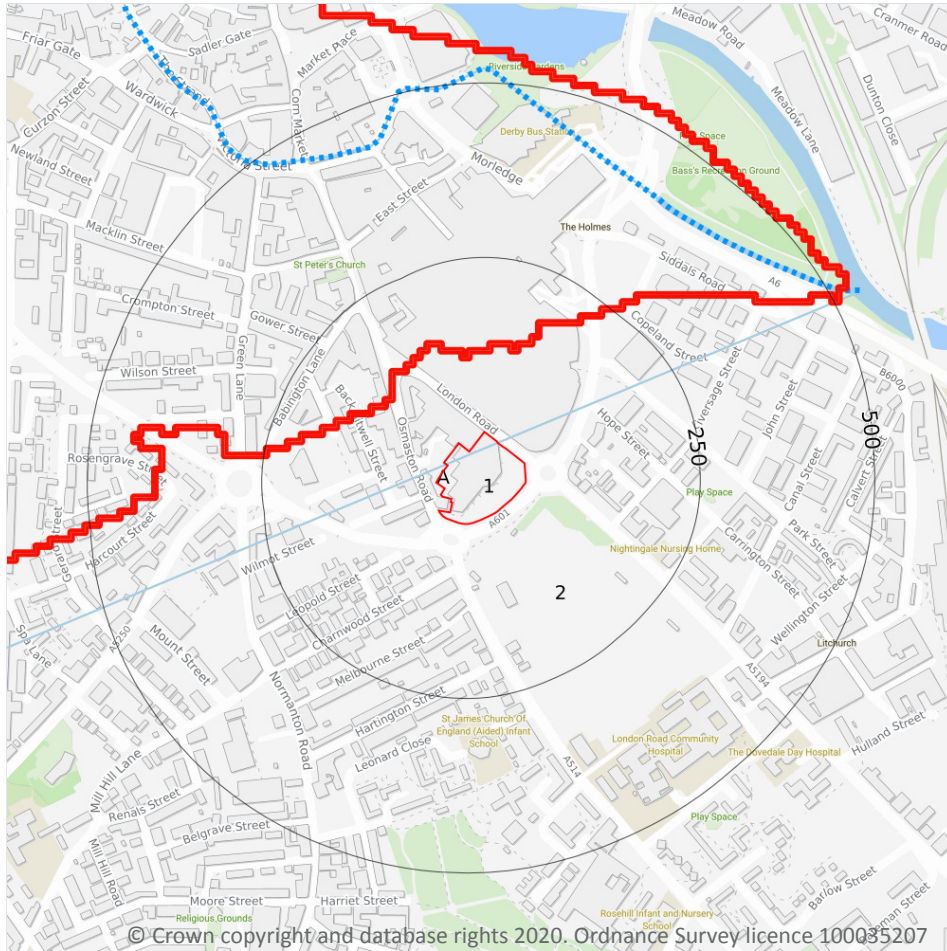 Friar Gate
Sadler Gate
Market Place
Meadow Road
Cranmer Road
Curzon Street
Wardwick
The Strand
Corn Market
Riverside Gardens
Meadow Lane
Dunton Close
Newland Street
Street
Derby Bus
Morledge
Space
Bass's Recreation Ground
East Street
Macklin Street
The Holmes
St Peter's Church
Siddals Road
A6
Crompton Street
Gower Street
Green Lane
Babington Lane
Copeland Street
Wilson Street
B6000
London Road
Hope Street
John Street
500
250
Osmaston Road
Rosengrave Street
A
1
Canal Street
Calvert Street
Play Space
A601
Harcourt Street
Park Street
Wilmot Street
Nightingale Nursing Home
Carrington Street
2
Leopold Street
Charnwood Street
Wellington Street
Spa Lane
A5250
Mount Street
Litchurch
Melbourne Street
A5194
Normanton Road
Hartington Street
St James Church Of
England (Aided) Infant
School
London Road Community
Hospital
The Dovedale Day Hospital
Hulland Street
Leonard Close
A514
Mill Hill Lane
Renals Street
Play Space
Belgrave Street
Mill Hill Road
Barlow Street
Moore Street
Harriet Street
Religious Grounds
Rosehill Infant and Nursery
School
© Crown copyright and database rights 2020. Ordnance Survey licence 100035207